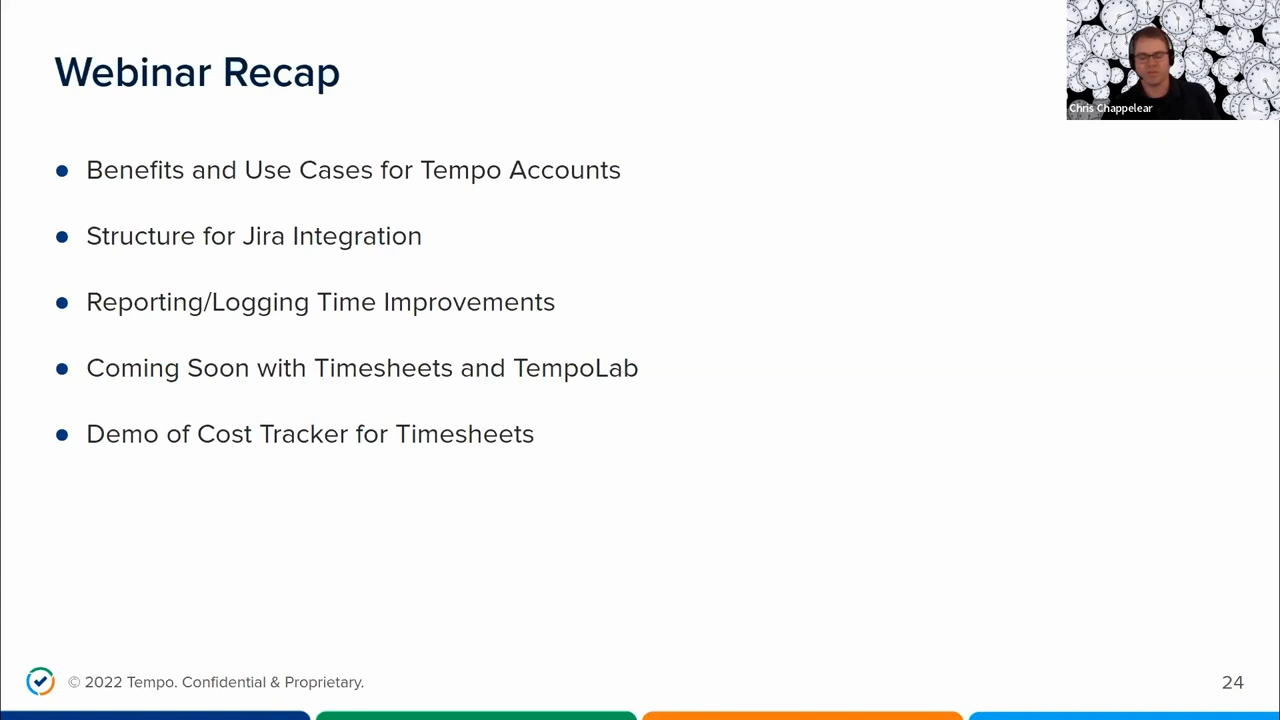 Webinar Recap
Chris Chappelear
● Benefits and Use Cases for Tempo Accounts
● Structure for Jira Integration
● Reporting/Logging Time Improvements
● Coming Soon with Timesheets and TempoLab
● Demo of Cost Tracker for Timesheets
© 2022 Tempo. Confidential & Proprietary.
24